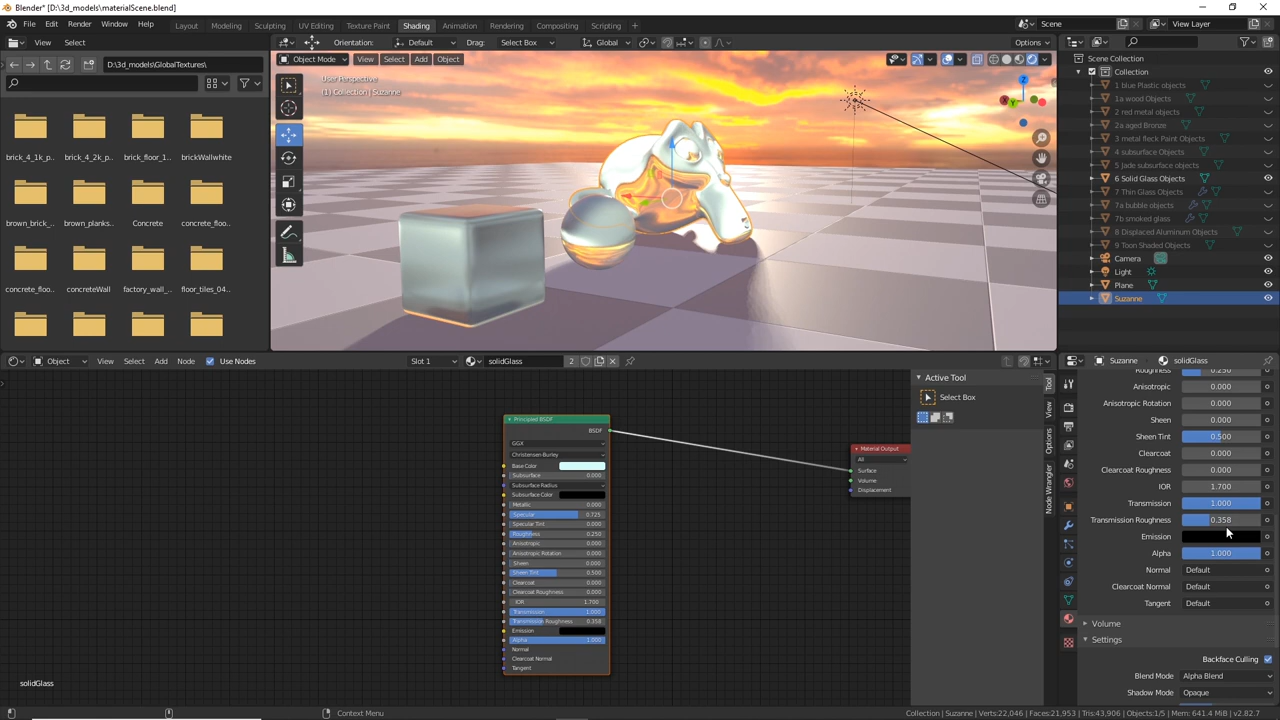 Blender* [D:\3d_models\materialScene.blend]
File Edit Render Window Help Layout Modeling Sculpting UV Editing Texture Paint Shading Animation Rendering Compositing Scripting + Scene View Layer
View Select Orientation: Default Drag: Select Box Global Options
D:\3d_models\GlobalTextures\
Object Mode View Select Add Object
User Perspective
(1) Collection | Suzanne
brick_4_1k_p... brick_4_2k_p... brick_floor_1... brickWallwhite
brown_brick_... brown_planks... Concrete concrete_floo...
concrete_floo... concreteWall factory_wall_... floor_tiles_04...
Scene Collection
Collection
1 blue Plastic objects
1a wood Objects
2 red metal objects
2a aged Bronze
3 metal fleck Paint Objects
4 subsurface Objects
5 Jade subsurface objects
6 Solid Glass Objects
7 Thin Glass Objects
7a bubble objects
7b smoked glass
8 Displaced Aluminum Objects
9 Toon Shaded Objects
Camera
Light
Plane
Suzanne
Object View Select Add Node Use Nodes Slot 1 solidGlass 2
Principled BSDF
BSDF
GGX
Christensen-Burley
Base Color
Subsurface 0.000
Subsurface Radius
Subsurface Color
Metallic 0.000
Specular 0.725
Specular Tint 0.000
Roughness 0.250
Anisotropic 0.000
Anisotropic Rotation 0.000
Sheen 0.000
Sheen Tint 0.500
Clearcoat 0.000
Clearcoat Roughness 0.000
IOR 1.700
Transmission 1.000
Transmission Roughness 0.358
Emission
Alpha 1.000
Normal
Clearcoat Normal
Tangent
Material Output
All
Surface
Volume
Displacement
solidGlass
Active Tool
Select Box
Tool
View
Options
Node Wrangler
Suzanne solidGlass
Roughness 0.250
Anisotropic 0.000
Anisotropic Rotation 0.000
Sheen 0.000
Sheen Tint 0.500
Clearcoat 0.000
Clearcoat Roughness 0.000
IOR 1.700
Transmission 1.000
Transmission Roughness 0.358
Emission
Alpha 1.000
Normal Default
Clearcoat Normal Default
Tangent Default
Volume
Settings
Backface Culling
Blend Mode Alpha Blend
Shadow Mode Opaque
Context Menu
Collection | Suzanne | Verts:22,046 | Faces:21,953 | Tris:43,906 | Objects:1/5 | Mem: 641.4 MiB | v2.82.7